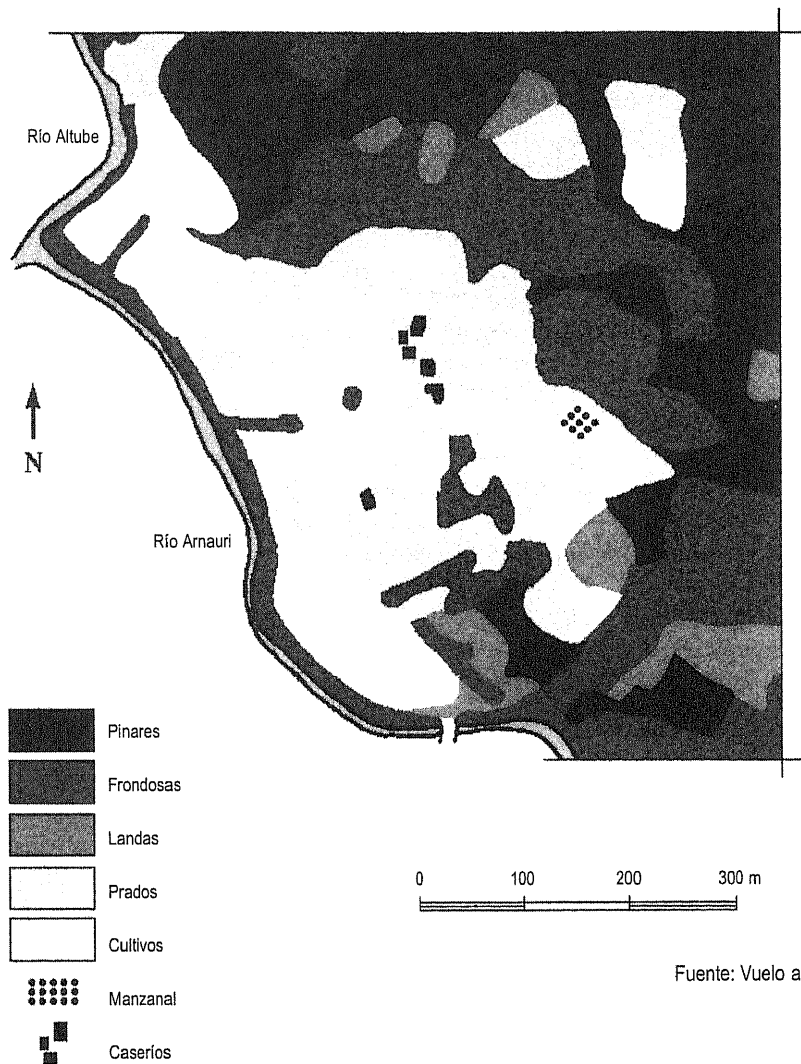 Río Altube
N
Río Arnauri
Pinares
Frondosas
Landas
Prados
Cultivos
Manzanal
Caseríos
0 100 200 300 m
Fuente: Vuelo a